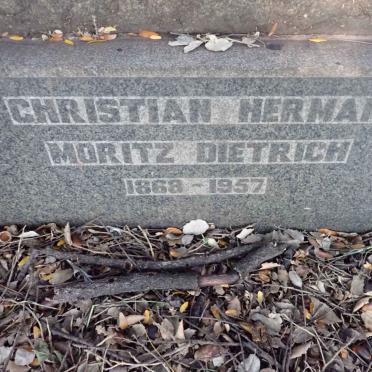 CHRISTIAN HERMAN
MORITZ DIETRICH
1868-1957